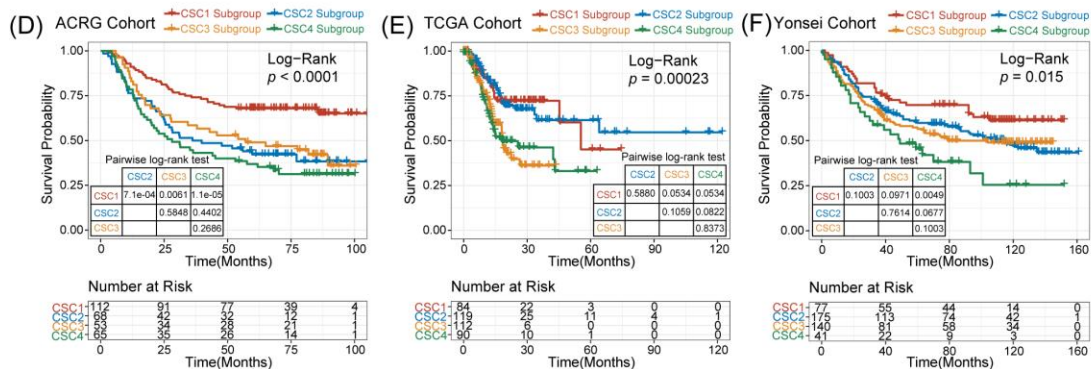 (D) ACRG Cohort
CSC1 Subgroup CSC2 Subgroup
CSC3 Subgroup CSC4 Subgroup
Survival Probability
1.00
0.75
0.50
0.25
0.00
Log-Rank
p < 0.0001
Pairwise log-rank test
CSC2 CSC3 CSC4
CSC1 7.1e-04 0.0061 1.1e-05
CSC2 0.5848 0.4402
CSC3 0.2686
0 25 50 75 100
Time(Months)
Number at Risk
CSC1 112 91 77 39 4
CSC2 68 42 32 12 1
CSC3 53 34 28 21 1
CSC4 65 35 26 14 1
0 25 50 75 100
Time(Months)
(E) TCGA Cohort
CSC1 Subgroup CSC2 Subgroup
CSC3 Subgroup CSC4 Subgroup
Survival Probability
1.00
0.75
0.50
0.25
0.00
Log-Rank
p = 0.00023
Pairwise log-rank test
CSC2 CSC3 CSC4
CSC1 0.5880 0.0534 0.0534
CSC2 0.1059 0.0822
CSC3 0.8373
0 30 60 90 120
Time(Months)
Number at Risk
CSC1 84 22 3 0 0
CSC2 119 25 11 4 1
CSC3 112 6 0 0 0
CSC4 90 10 1 0 0
0 30 60 90 120
Time(Months)
(F) Yonsei Cohort
CSC1 Subgroup CSC2 Subgroup
CSC3 Subgroup CSC4 Subgroup
Survival Probability
1.00
0.75
0.50
0.25
0.00
Log-Rank
p = 0.015
Pairwise log-rank test
CSC2 CSC3 CSC4
CSC1 0.1003 0.0971 0.0049
CSC2 0.7614 0.0677
CSC3 0.1003
0 40 80 120 160
Time(Months)
Number at Risk
CSC1 77 55 44 14 0
CSC2 175 113 74 42 1
CSC3 140 81 58 34 0
CSC4 41 22 9 3 0
0 40 80 120 160
Time(Months)